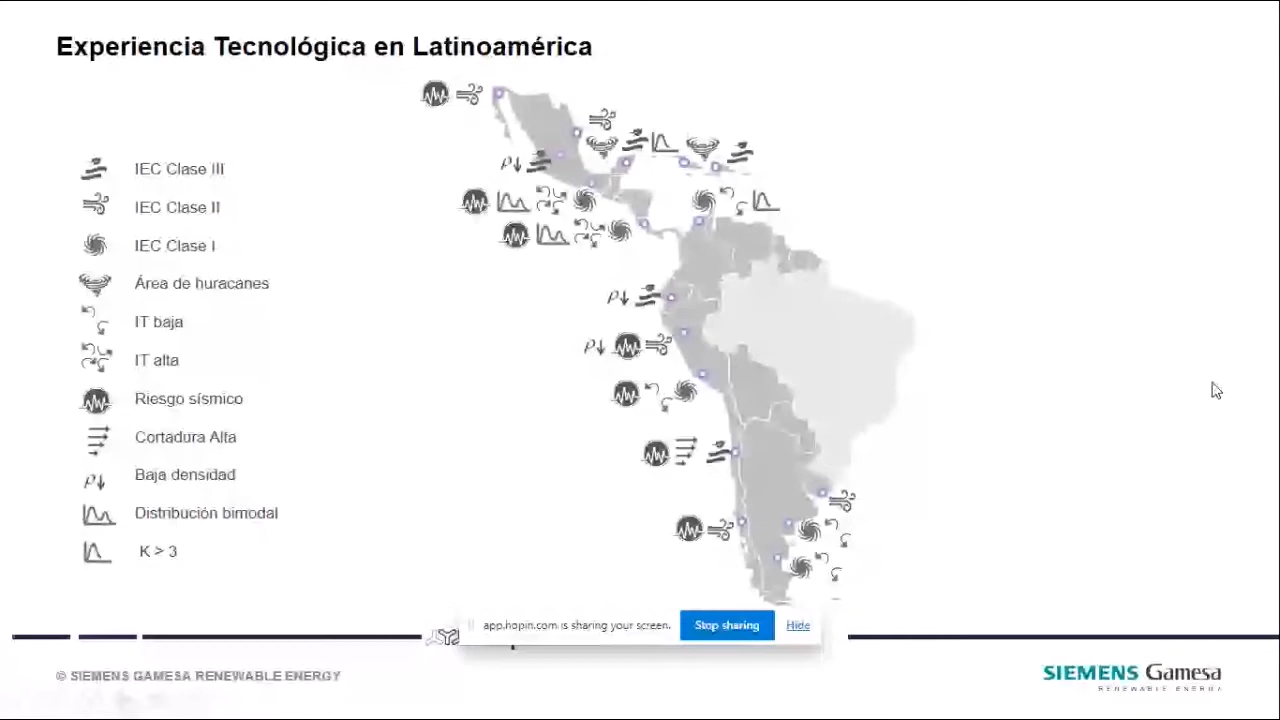 Experiencia Tecnológica en Latinoamérica
IEC Clase III
IEC Clase II
IEC Clase I
Área de huracanes
IT baja
IT alta
Riesgo sísmico
Cortadura Alta
ρ↓ Baja densidad
Distribución bimodal
K > 3
ρ↓
ρ↓
ρ↓
app.hopin.com is sharing your screen. Stop sharing Hide
© SIEMENS GAMESA RENEWABLE ENERGY
SIEMENS Gamesa
RENEWABLE ENERGY